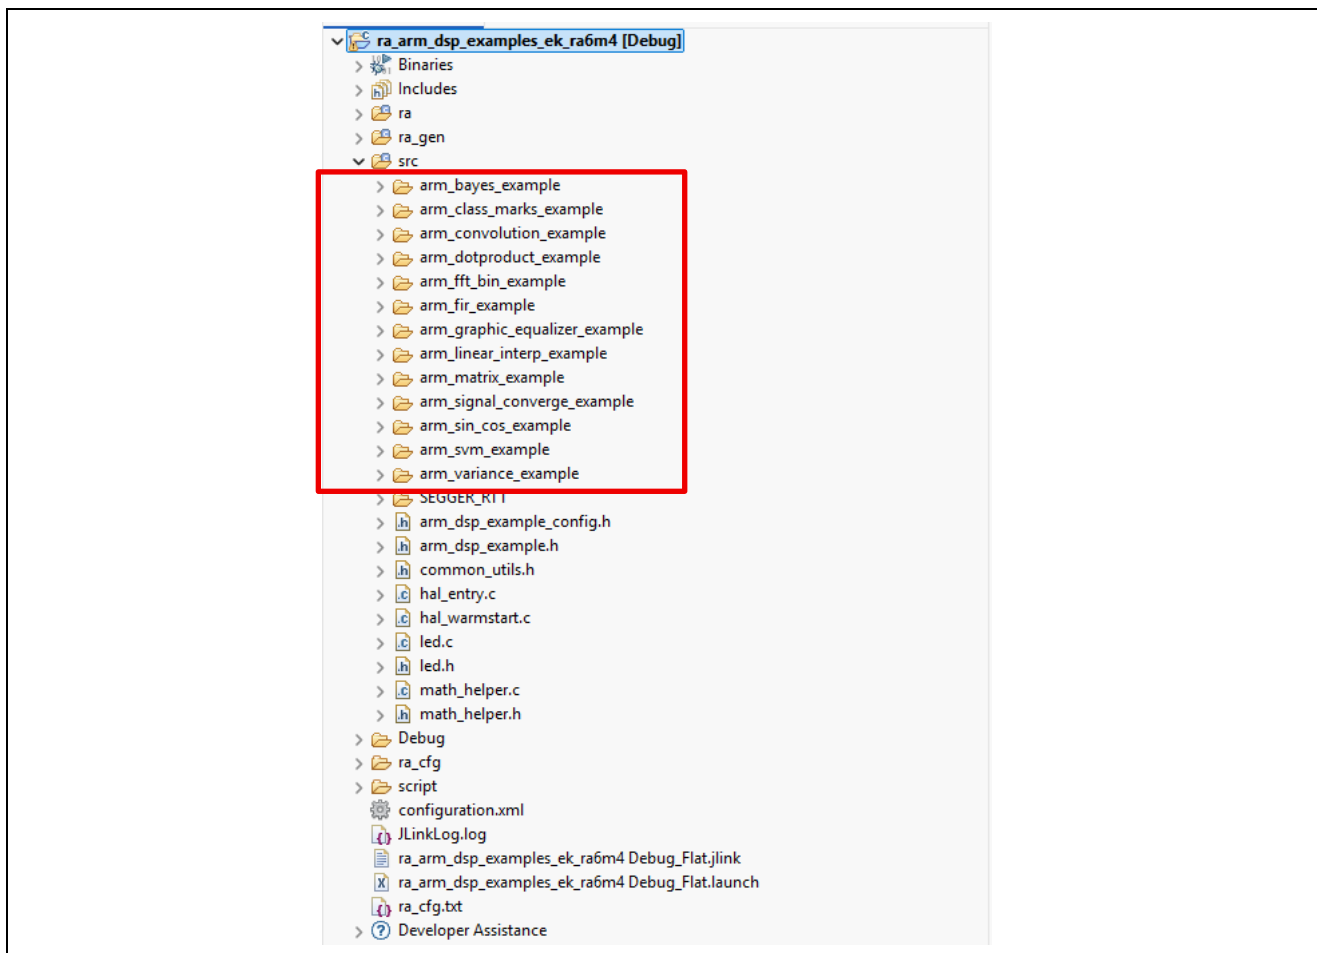 ra_arm_dsp_examples_ek_ra6m4 [Debug]
Binaries
Includes
ra
ra_gen
src
arm_bayes_example
arm_class_marks_example
arm_convolution_example
arm_dotproduct_example
arm_fft_bin_example
arm_fir_example
arm_graphic_equalizer_example
arm_linear_interp_example
arm_matrix_example
arm_signal_converge_example
arm_sin_cos_example
arm_svm_example
arm_variance_example
SEGGER_RTT
arm_dsp_example_config.h
arm_dsp_example.h
common_utils.h
hal_entry.c
hal_warmstart.c
led.c
led.h
math_helper.c
math_helper.h
Debug
ra_cfg
script
configuration.xml
JLinkLog.log
ra_arm_dsp_examples_ek_ra6m4 Debug_Flat.jlink
ra_arm_dsp_examples_ek_ra6m4 Debug_Flat.launch
ra_cfg.txt
Developer Assistance